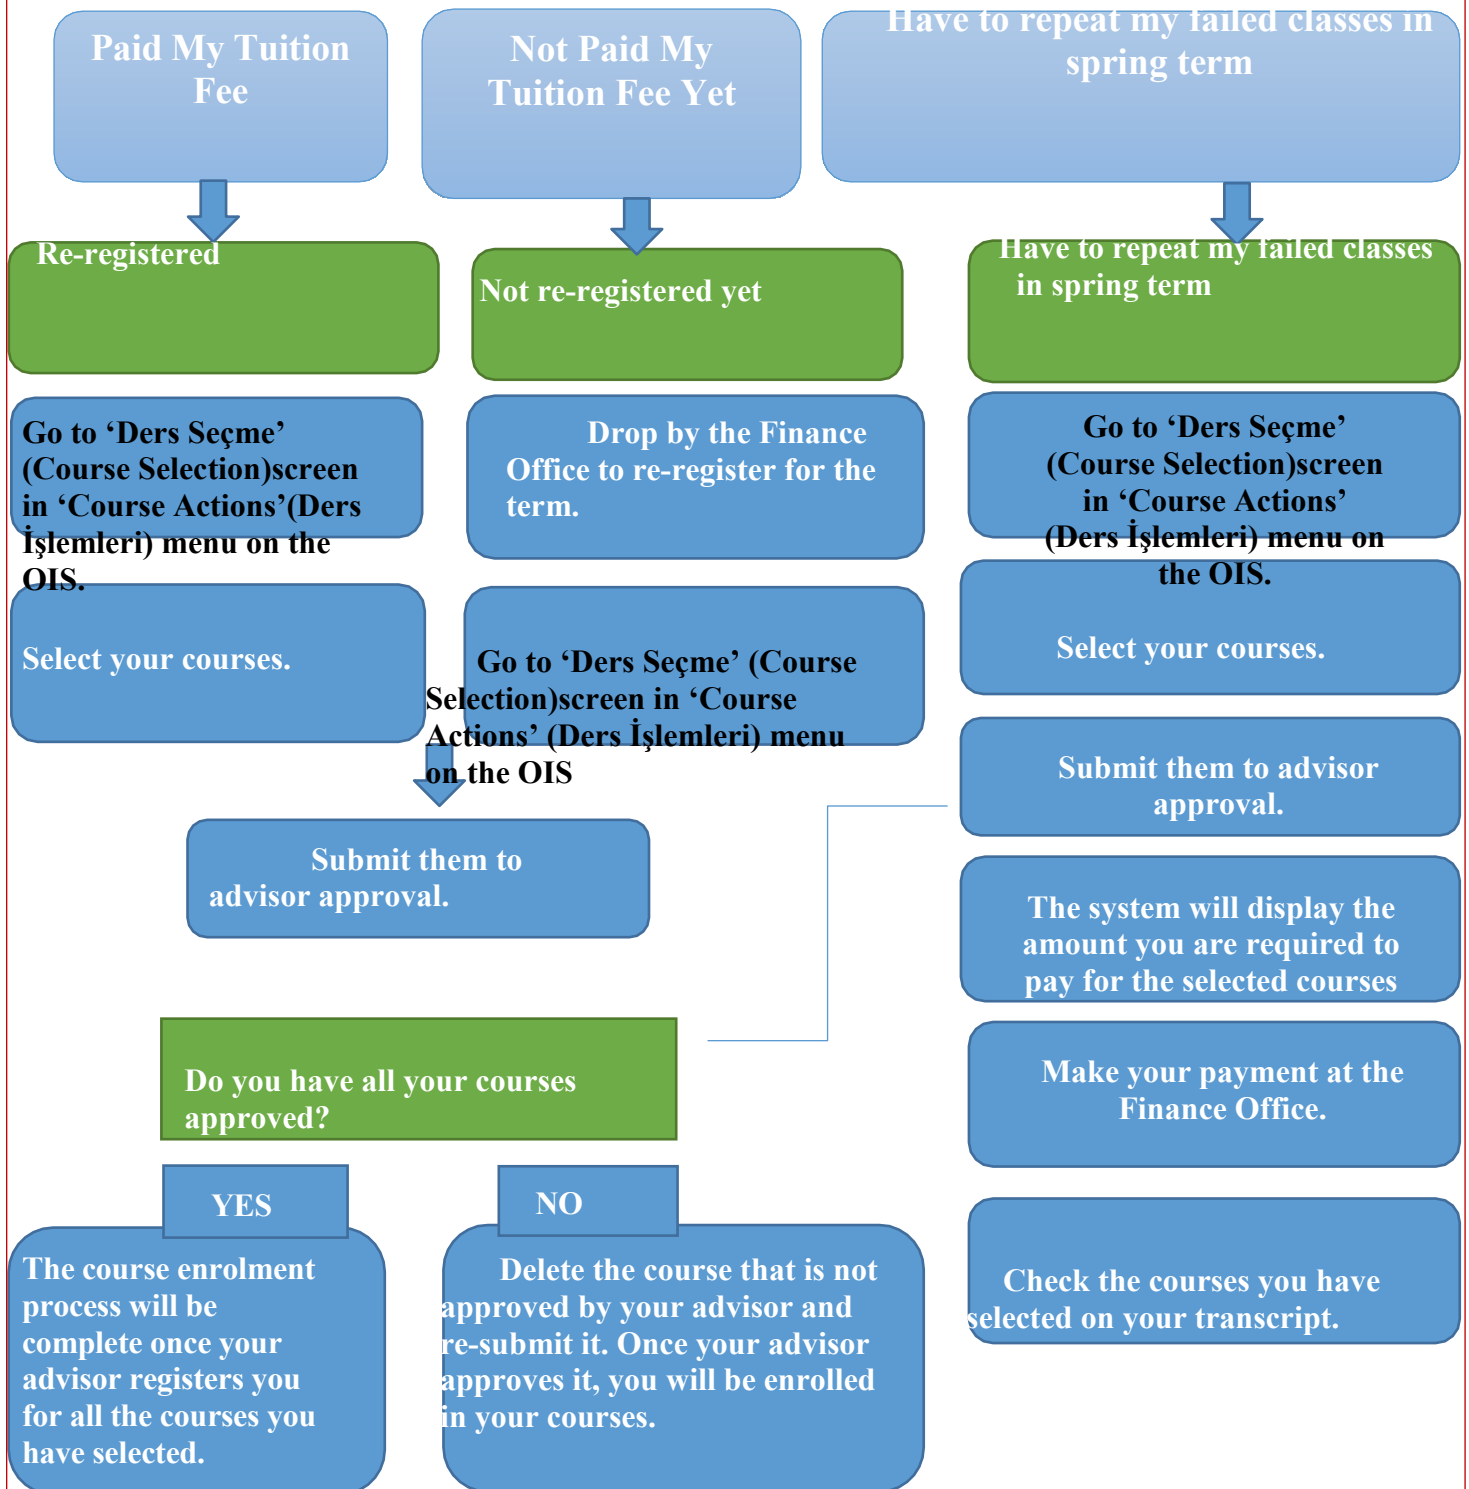 Paid My Tuition
Fee
Not Paid My
Tuition Fee Yet
Have to repeat my failed classes in
spring term
Re-registered
Not re-registered yet
Have to repeat my failed classes
in spring term
Go to ‘Ders Seçme’
(Course Selection)screen
in ‘Course Actions’(Ders
İşlemleri) menu on the
OIS.
Select your courses.
Drop by the Finance
Office to re-register for the
term.
Go to ‘Ders Seçme’ (Course
Selection)screen in ‘Course
Actions’ (Ders İşlemleri) menu
on the OIS
Submit them to
advisor approval.
Do you have all your courses
approved?
YES
The course enrolment
process will be
complete once your
advisor registers you
for all the courses you
have selected.
NO
Delete the course that is not
approved by your advisor and
re-submit it. Once your advisor
approves it, you will be enrolled
in your courses.
Go to ‘Ders Seçme’
(Course Selection)screen
in ‘Course Actions’
(Ders İşlemleri) menu on
the OIS.
Select your courses.
Submit them to advisor
approval.
The system will display the
amount you are required to
pay for the selected courses
Make your payment at the
Finance Office.
Check the courses you have
selected on your transcript.